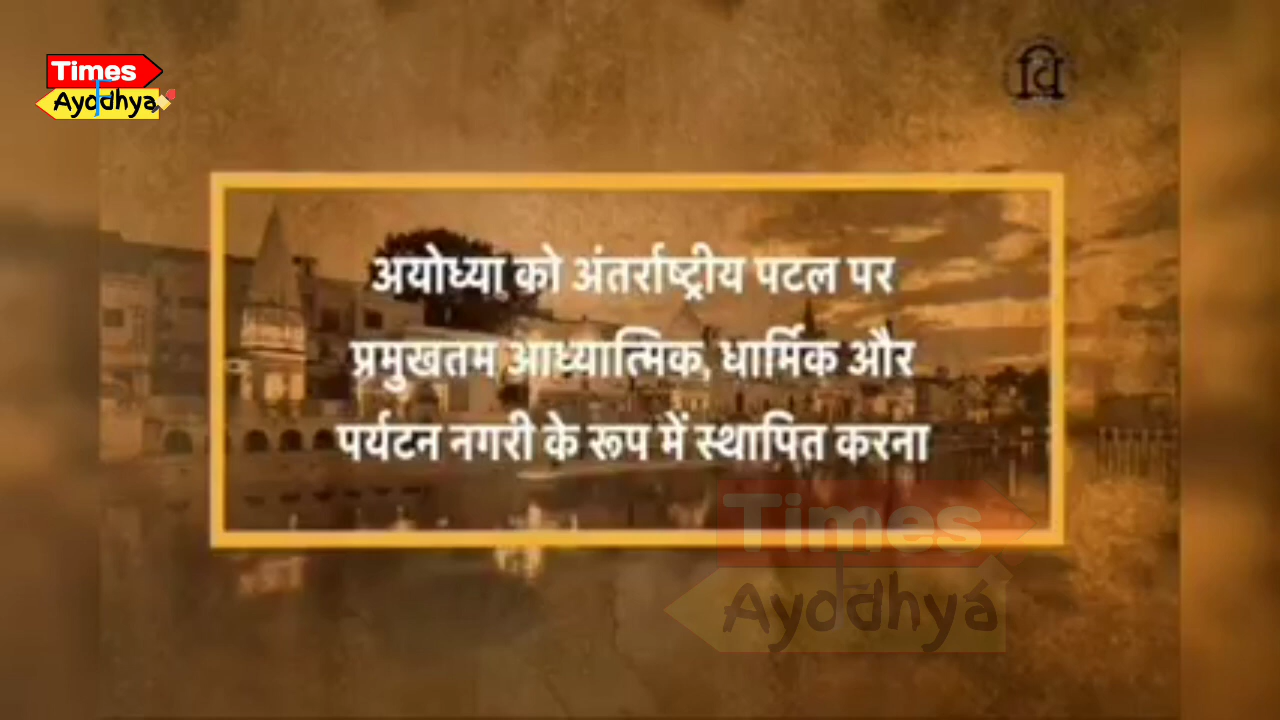 Times
Ayodhya
अयोध्या को अंतर्राष्ट्रीय पटल पर
प्रमुखतम आध्यात्मिक, धार्मिक और
पर्यटन नगरी के रूप में स्थापित करना
Times
Ayodhya